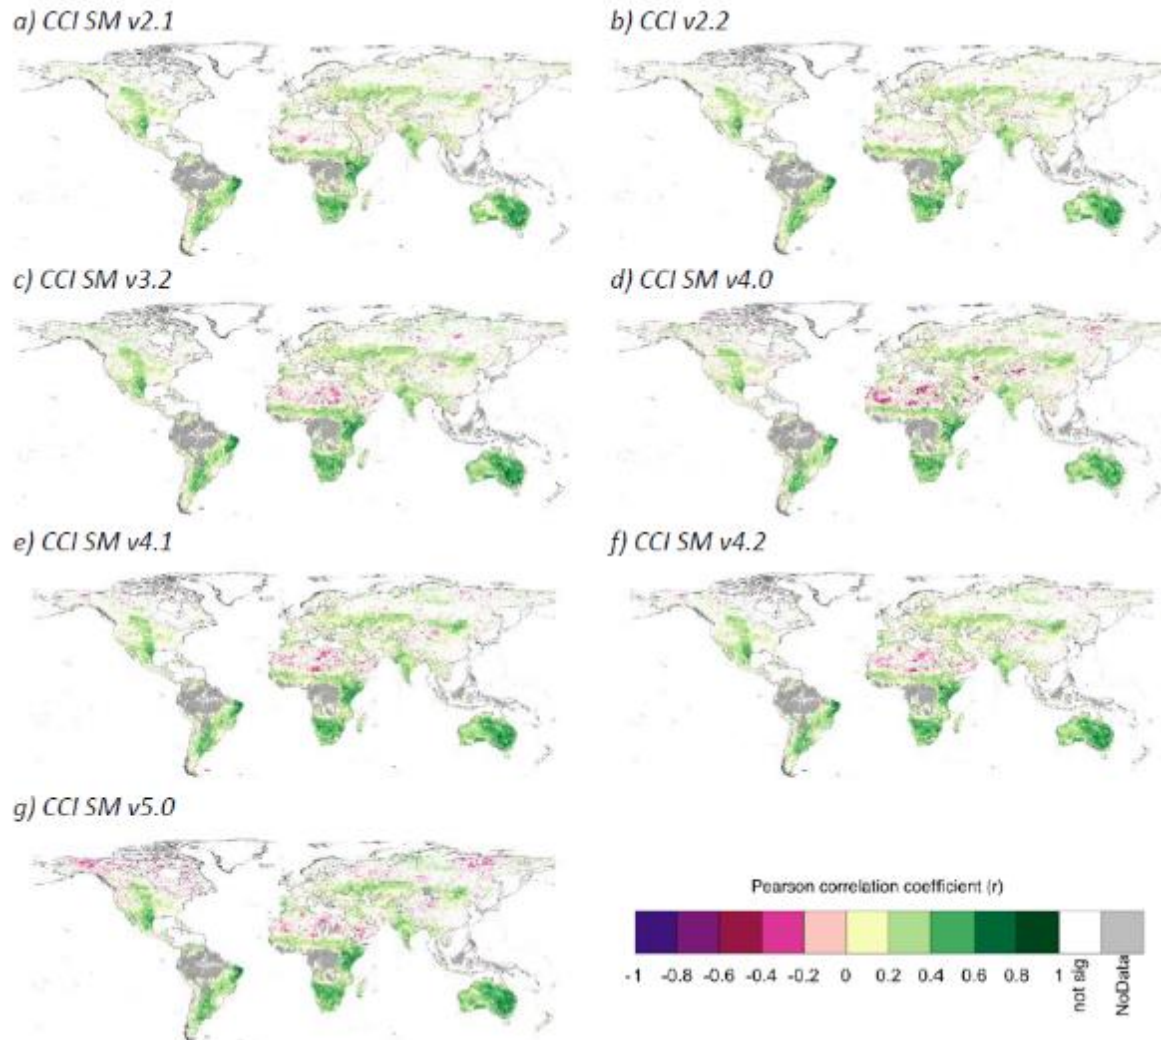 a) CCI SM v2.1
b) CCI v2.2
c) CCI SM v3.2
d) CCI SM v4.0
e) CCI SM v4.1
f) CCI SM v4.2
g) CCI SM v5.0
Pearson correlation coefficient (r)
-1 -0.8 -0.6 -0.4 -0.2 0 0.2 0.4 0.6 0.8 1 not sig NoData